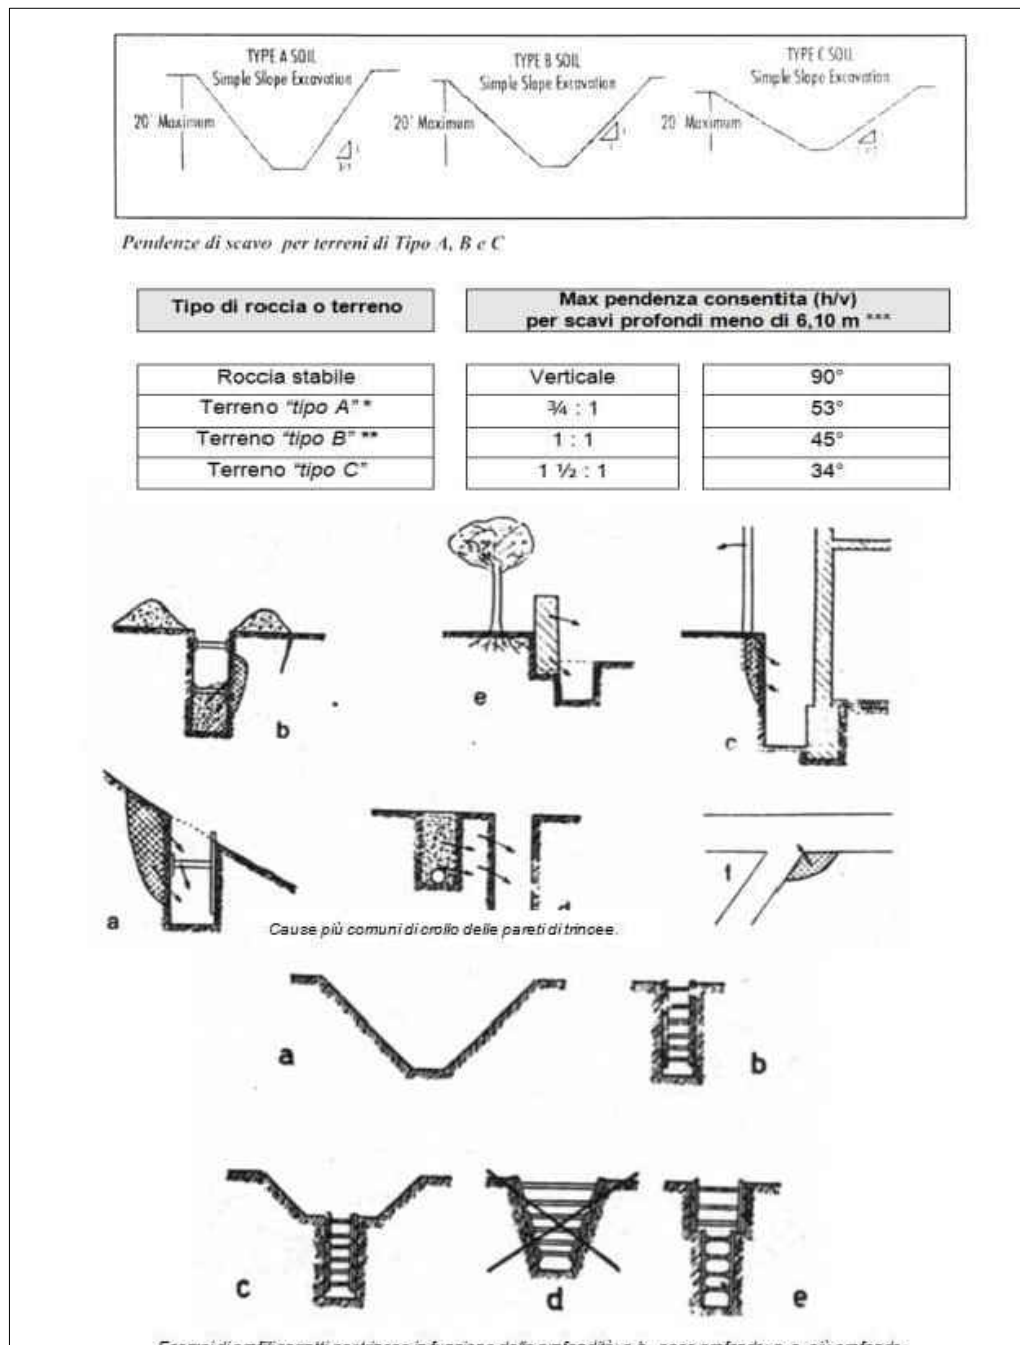 TYPE A SOIL
Simple Slope Excavation
20' Maximum
TYPE B SOIL
Simple Slope Excavation
20' Maximum
TYPE C SOIL
Simple Slope Excavation
20' Maximum
Pendenze di scavo per terreni di Tipo A, B e C
Tipo di roccia o terreno
Max pendenza consentita (h/v)
per scavi profondi meno di 6,10 m ***
Roccia stabile Verticale 90°
Terreno "tipo A" * ¾ : 1 53°
Terreno "tipo B" ** 1 : 1 45°
Terreno "tipo C" 1 ½ : 1 34°
b
e
c
a
d
f
Cause più comuni di crollo delle pareti di trincee.
a
b
c
d
e